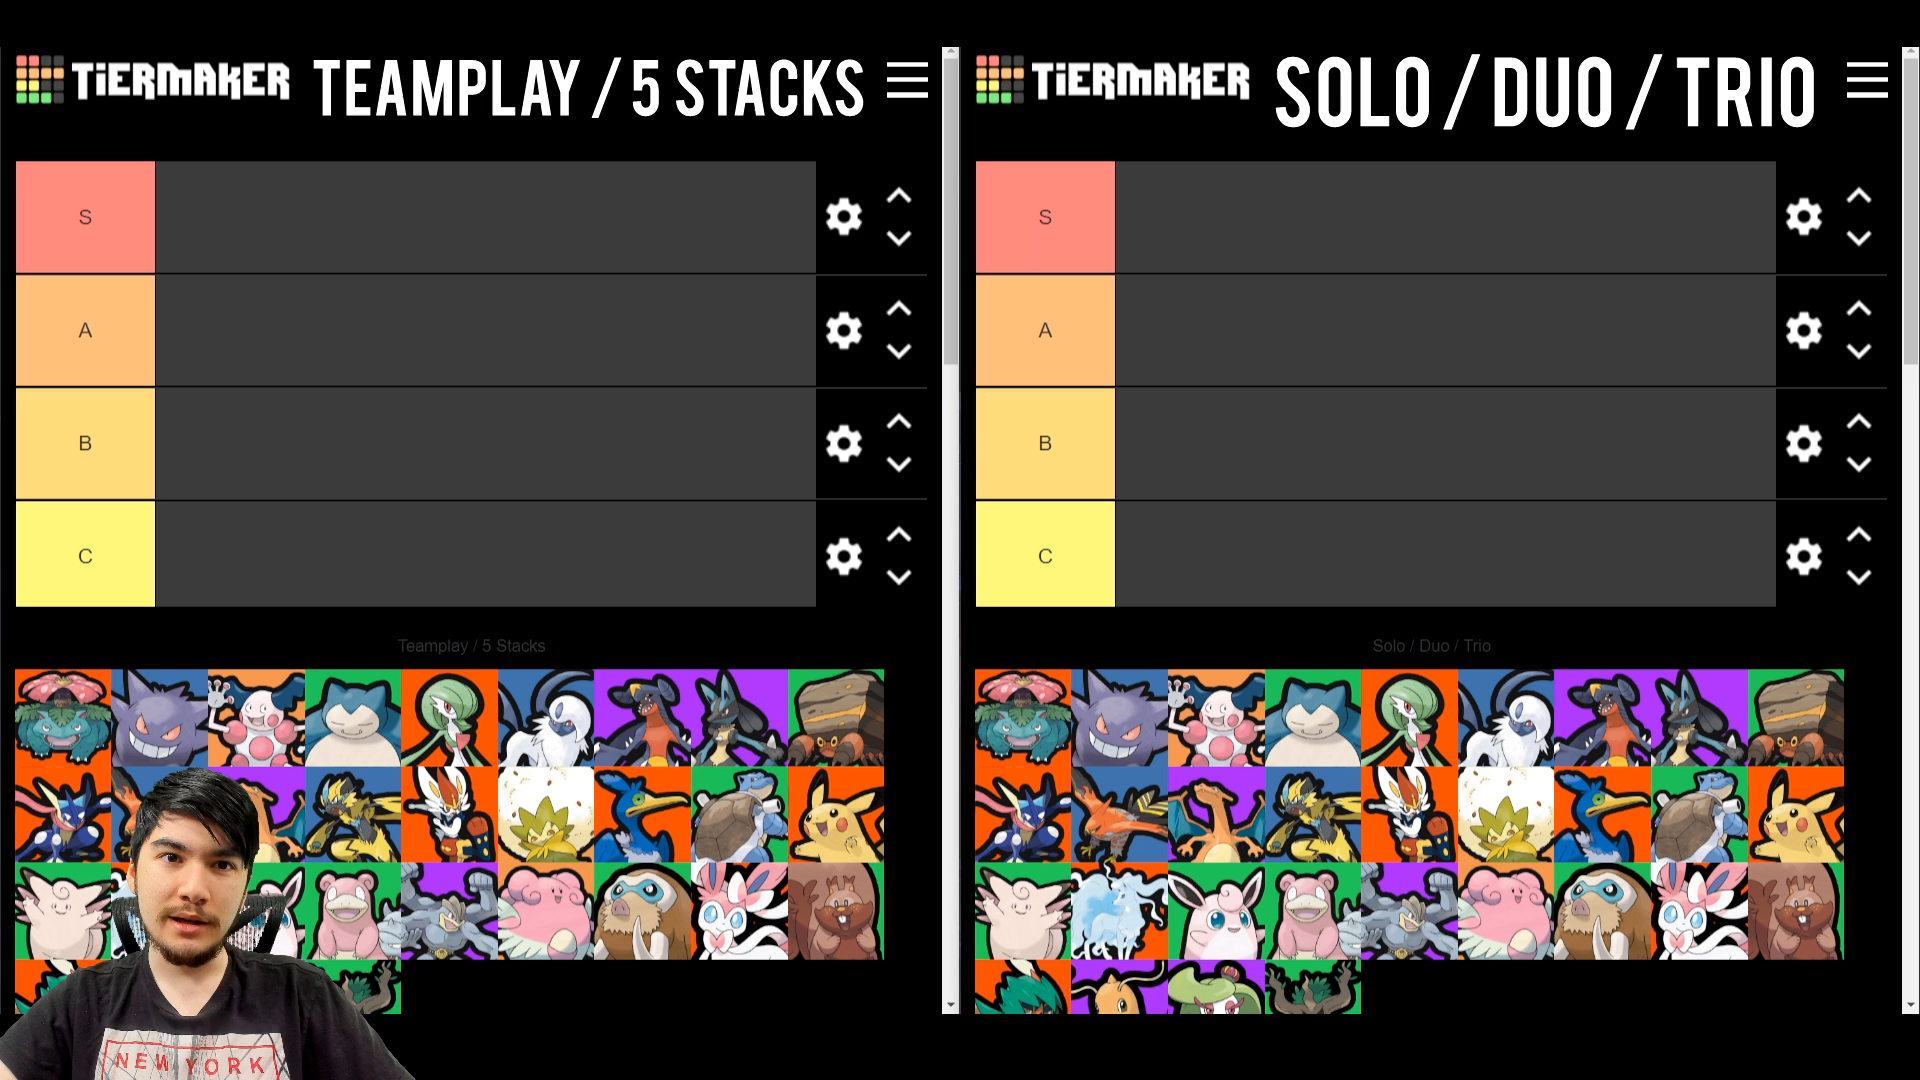 TiERMAKER TEAMPLAY / 5 STACKS
S
A
B
C
Teamplay / 5 Stacks
NEW YORK
TiERMAKER SOLO / DUO / TRIO
S
A
B
C
Solo / Duo / Trio